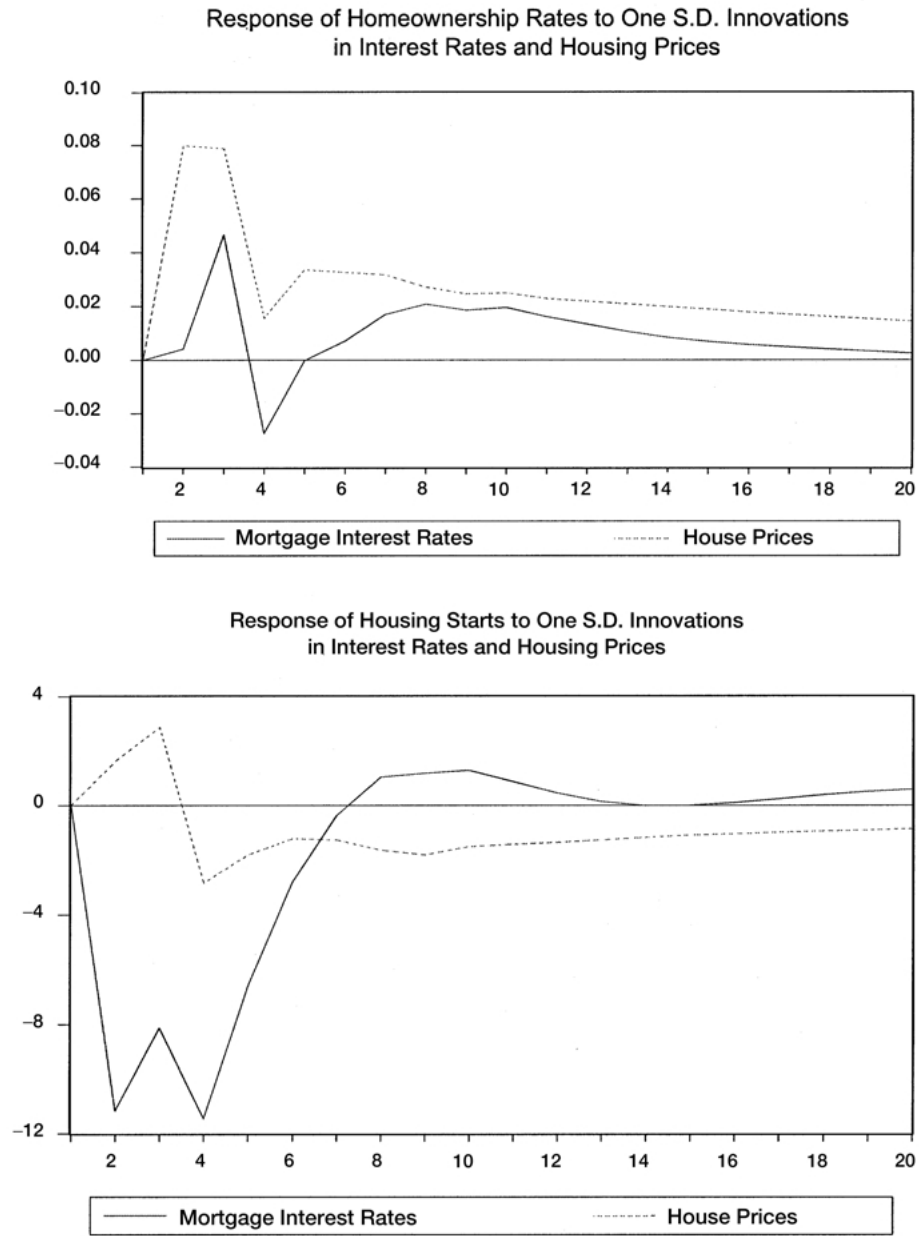 Response of Homeownership Rates to One S.D. Innovations
in Interest Rates and Housing Prices
0.10
0.08
0.06
0.04
0.02
0.00
−0.02
−0.04
2 4 6 8 10 12 14 16 18 20
Mortgage Interest Rates House Prices
Response of Housing Starts to One S.D. Innovations
in Interest Rates and Housing Prices
4
0
−4
−8
−12
2 4 6 8 10 12 14 16 18 20
Mortgage Interest Rates House Prices